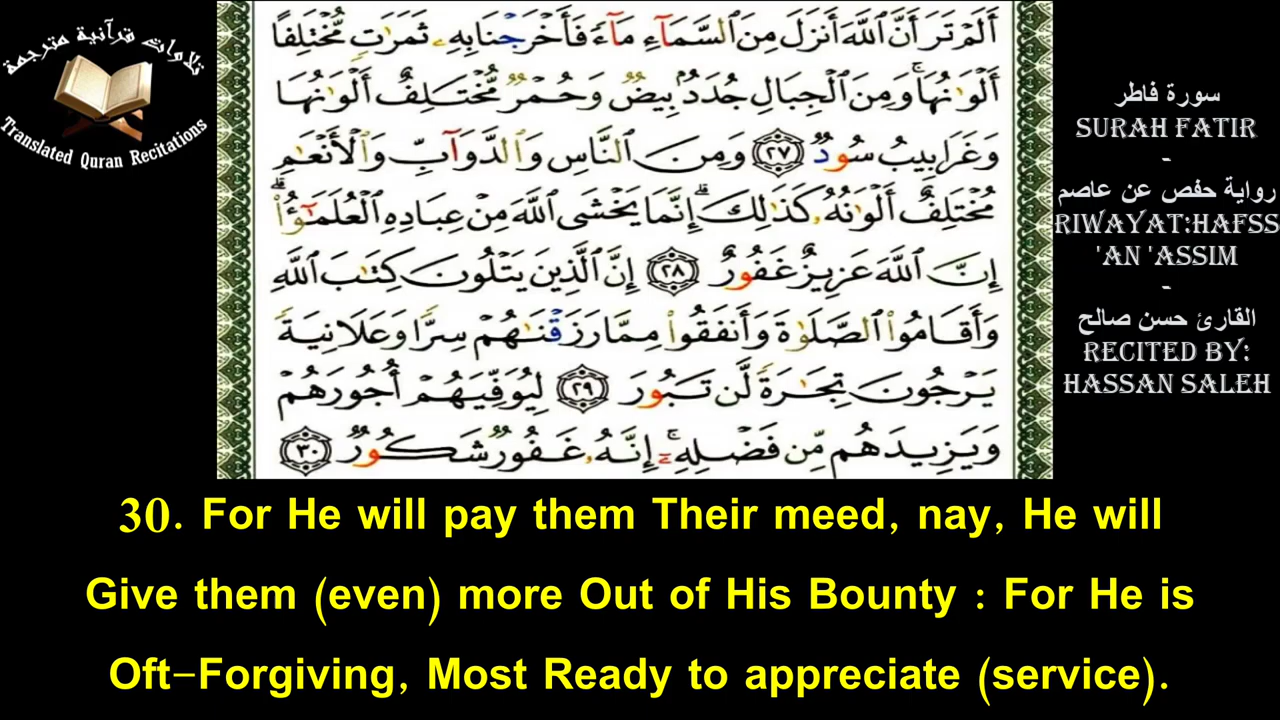 تلاوات قرآنية مترجمة
Translated Quran Recitations
أَلَمْ تَرَ أَنَّ ٱللَّهَ أَنزَلَ مِنَ ٱلسَّمَآءِ مَآءً فَأَخْرَجْنَا بِهِۦ ثَمَرَٰتٍ مُّخْتَلِفًا
أَلْوَٰنُهَا ۚ وَمِنَ ٱلْجِبَالِ جُدَدٌۢ بِيضٌ وَحُمْرٌ مُّخْتَلِفٌ أَلْوَٰنُهَا
وَغَرَابِيبُ سُودٌ ٢٧ وَمِنَ ٱلنَّاسِ وَٱلدَّوَآبِّ وَٱلْأَنْعَٰمِ
مُخْتَلِفٌ أَلْوَٰنُهُۥ كَذَٰلِكَ ۗ إِنَّمَا يَخْشَى ٱللَّهَ مِنْ عِبَادِهِ ٱلْعُلَمَٰٓؤُا۟ ۗ
إِنَّ ٱللَّهَ عَزِيزٌ غَفُورٌ ٢٨ إِنَّ ٱلَّذِينَ يَتْلُونَ كِتَٰبَ ٱللَّهِ
وَأَقَامُوا۟ ٱلصَّلَوٰةَ وَأَنفَقُوا۟ مِمَّا رَزَقْنَٰهُمْ سِرًّا وَعَلَانِيَةً
يَرْجُونَ تِجَٰرَةً لَّن تَبُورَ ٢٩ لِيُوَفِّيَهُمْ أُجُورَهُمْ
وَيَزِيدَهُم مِّن فَضْلِهِۦٓ ۚ إِنَّهُۥ غَفُورٌ شَكُورٌ ٣٠
سورة فاطر
SURAH FATIR
-
رواية حفص عن عاصم
RIWAYAT:HAFSS
'AN 'ASSIM
-
القارئ حسن صالح
RECITED BY:
HASSAN SALEH
30. For He will pay them Their meed, nay, He will
Give them (even) more Out of His Bounty : For He is
Oft-Forgiving, Most Ready to appreciate (service).